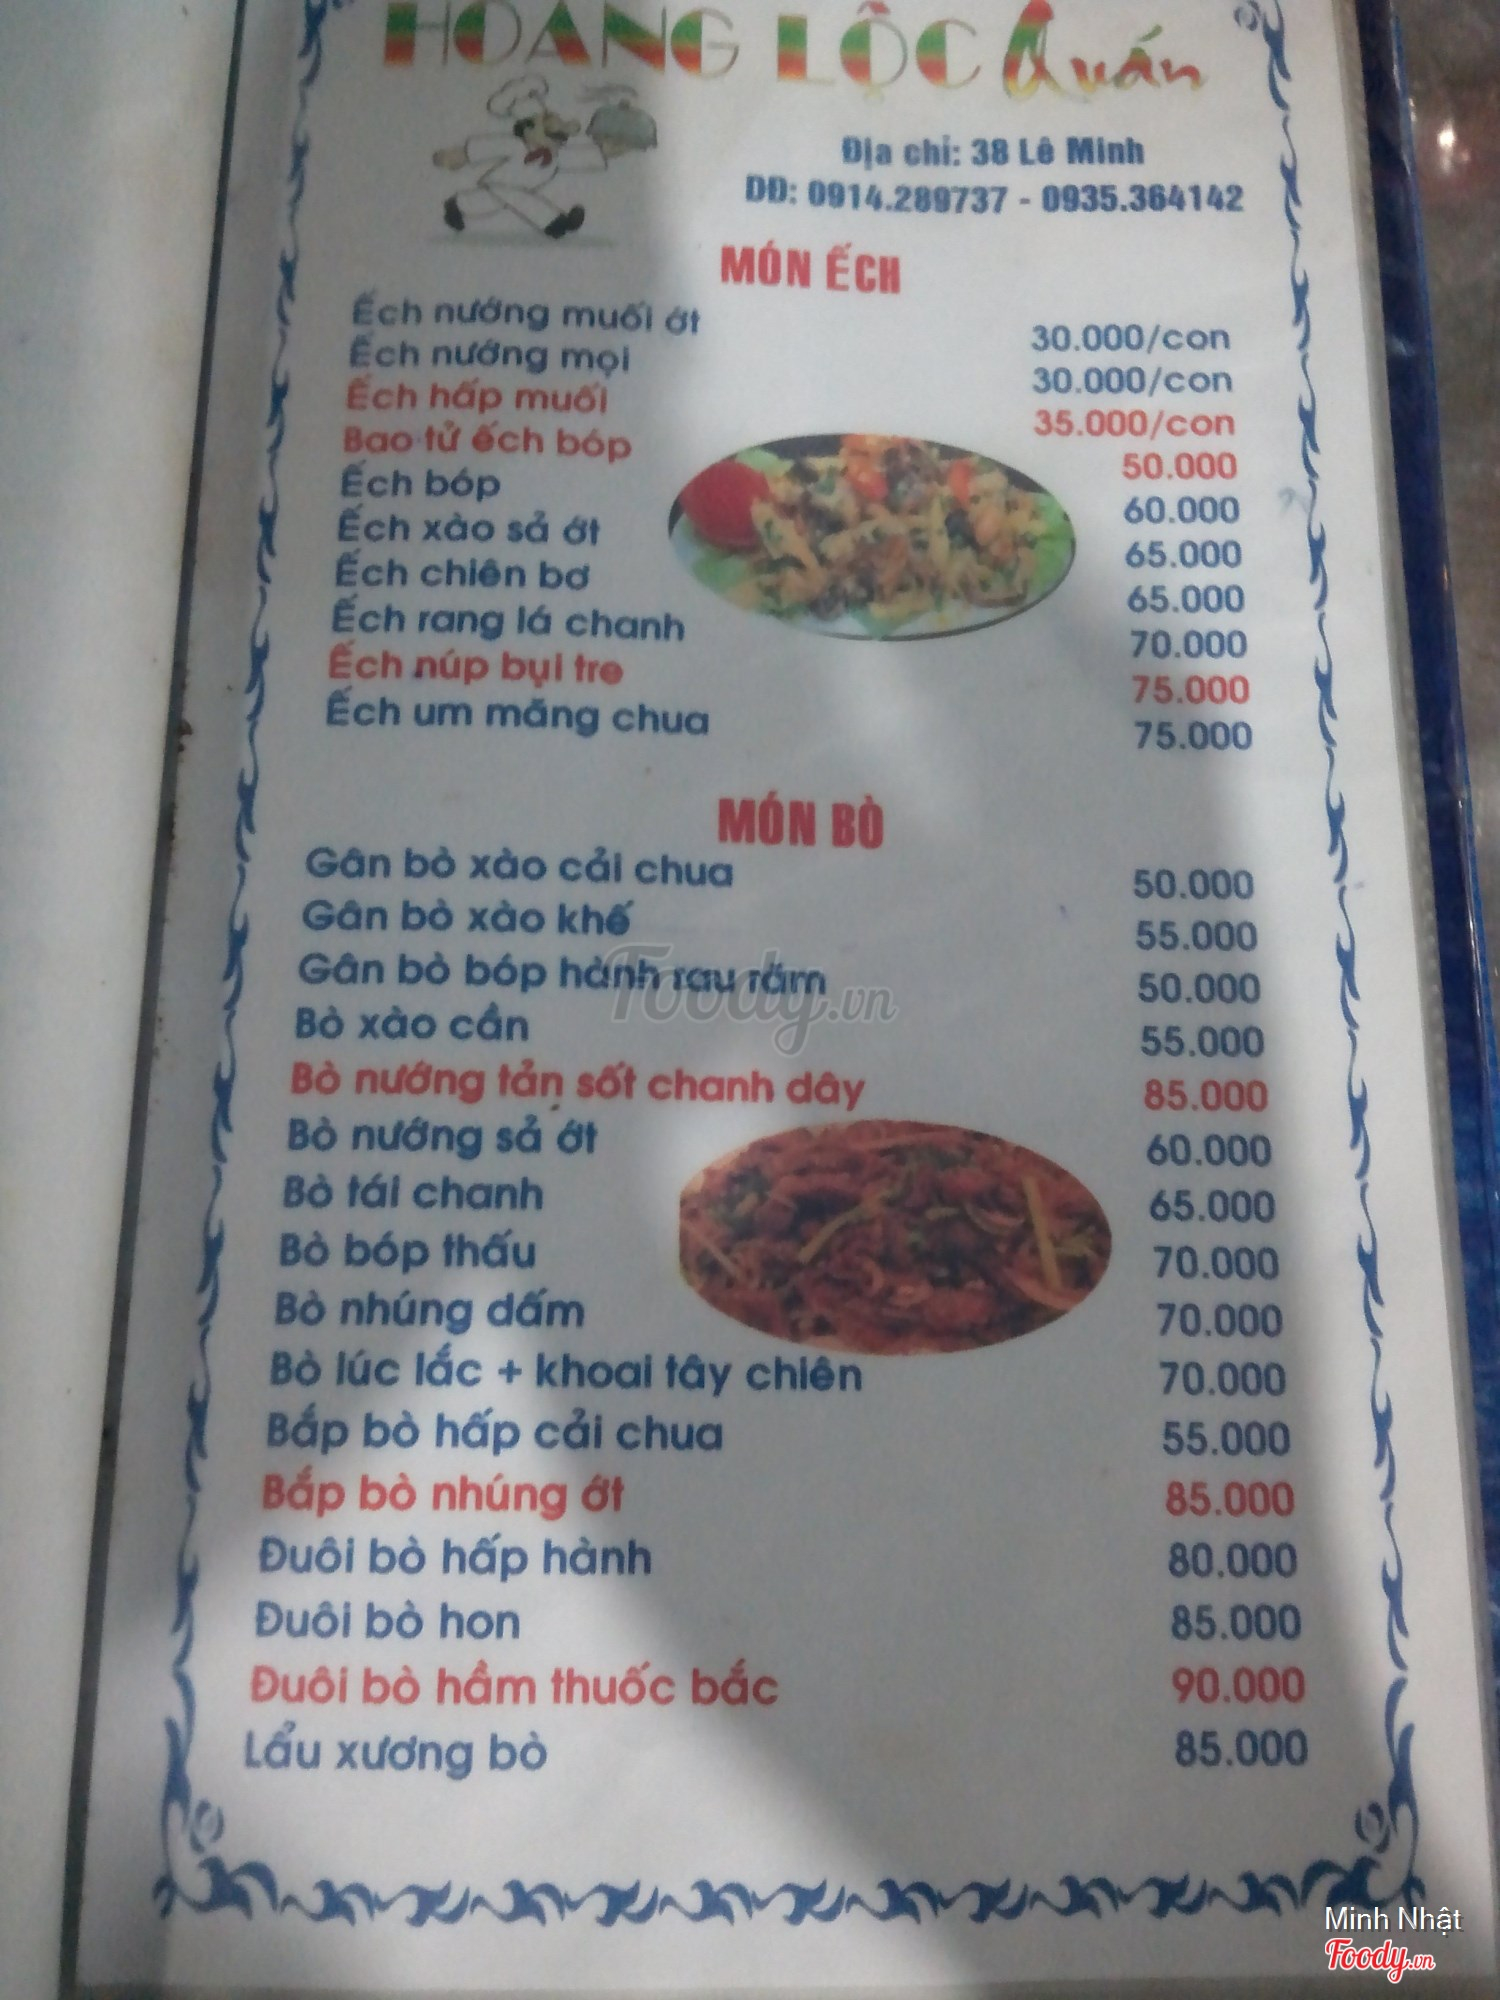 HOÀNG LỘC Quán
Địa chỉ: 38 Lê Minh
DĐ: 0914.289737 - 0935.364142
MÓN ẾCH
Ếch nướng muối ớt 30.000/con
Ếch nướng mọi 30.000/con
Ếch hấp muối 35.000/con
Bao tử ếch bóp 50.000
Ếch bóp 60.000
Ếch xào sả ớt 65.000
Ếch chiên bơ 65.000
Ếch rang lá chanh 70.000
Ếch núp bụi tre 75.000
Ếch um măng chua 75.000
MÓN BÒ
Gân bò xào cải chua 50.000
Gân bò xào khế 55.000
Gân bò bóp hành rau răm 50.000
Bò xào cần 55.000
Bò nướng tản sốt chanh dây 85.000
Bò nướng sả ớt 60.000
Bò tái chanh 65.000
Bò bóp thấu 70.000
Bò nhúng dấm 70.000
Bò lúc lắc + khoai tây chiên 70.000
Bắp bò hấp cải chua 55.000
Bắp bò nhúng ớt 85.000
Đuôi bò hấp hành 80.000
Đuôi bò hon 85.000
Đuôi bò hầm thuốc bắc 90.000
Lẩu xương bò 85.000
Foody.vn
Minh Nhật
Foody.vn